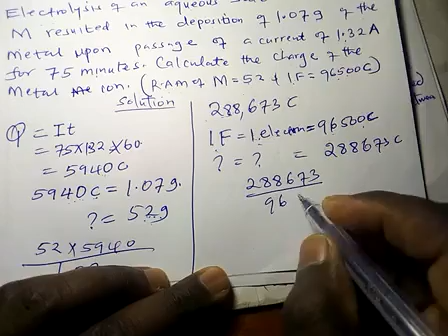 Electrolysis of an aqueous
M resulted in the deposition of 1.07g of the
metal upon passage of a current of 1.32A
for 75 minutes. Calculate the charge of the
Metal ion. (R.A.M of M=52 + 1F = 96500C)
Solution
Q = It
= 75×132×60
= 5940C
5940C = 1.07g.
? = 52g
52×5940
288,673 C
1F = 1 electron = 96500C
? = ? = 288673C
288673
96